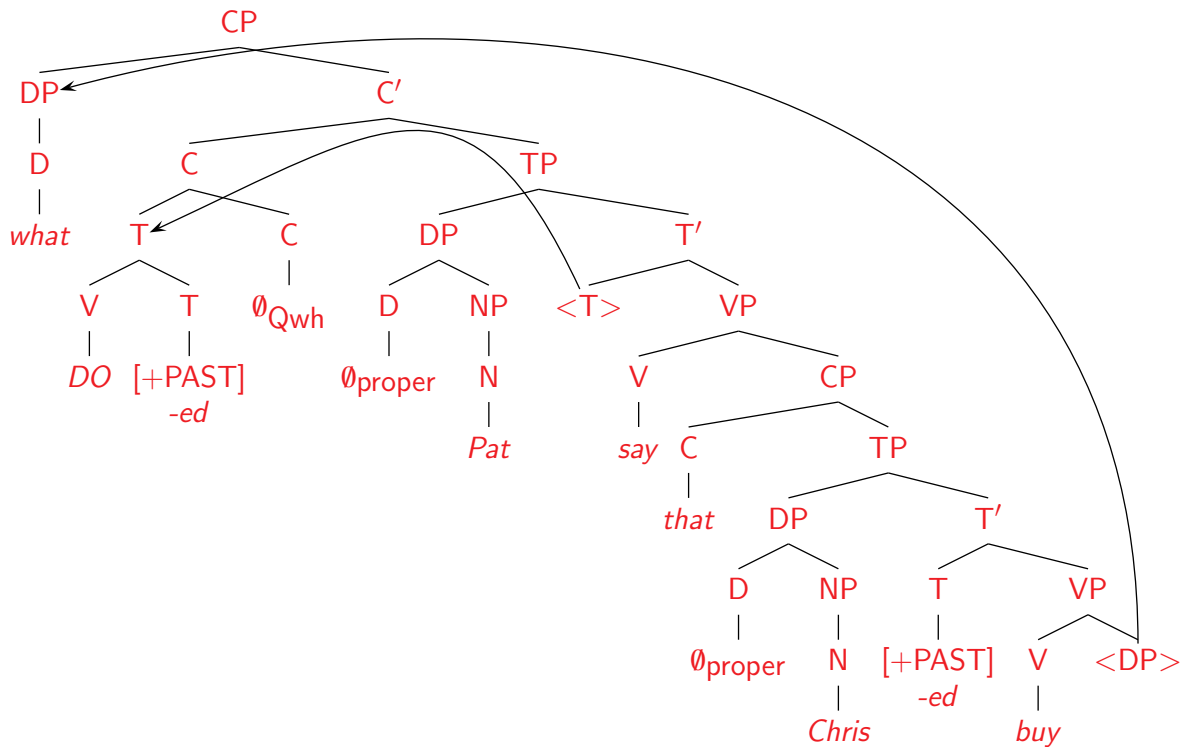 CP
DP C′
D C TP
what T C DP T′
V T ∅Qwh D NP <T> VP
DO [+PAST] ∅proper N V CP
-ed
Pat say C TP
that DP T′
D NP T VP
∅proper N [+PAST] V <DP>
-ed
Chris buy